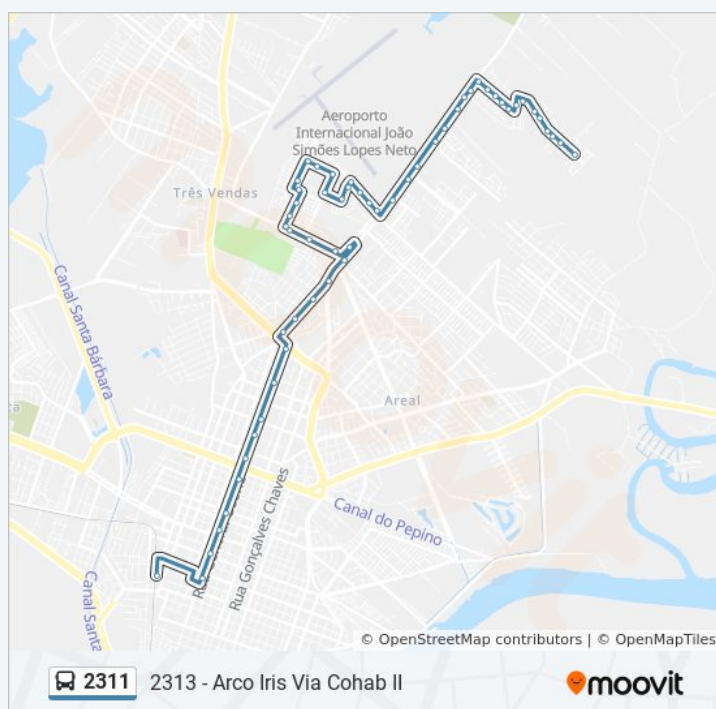 Aeroporto
Internacional João
Simões Lopes Neto
Três Vendas
Canal Santa Bárbara
Areal
Canal do Pepino
Rua Gonçalves Chaves
Canal Santa
© OpenStreetMap contributors | © OpenMapTiles
2311 2313 - Arco Iris Via Cohab II moovit